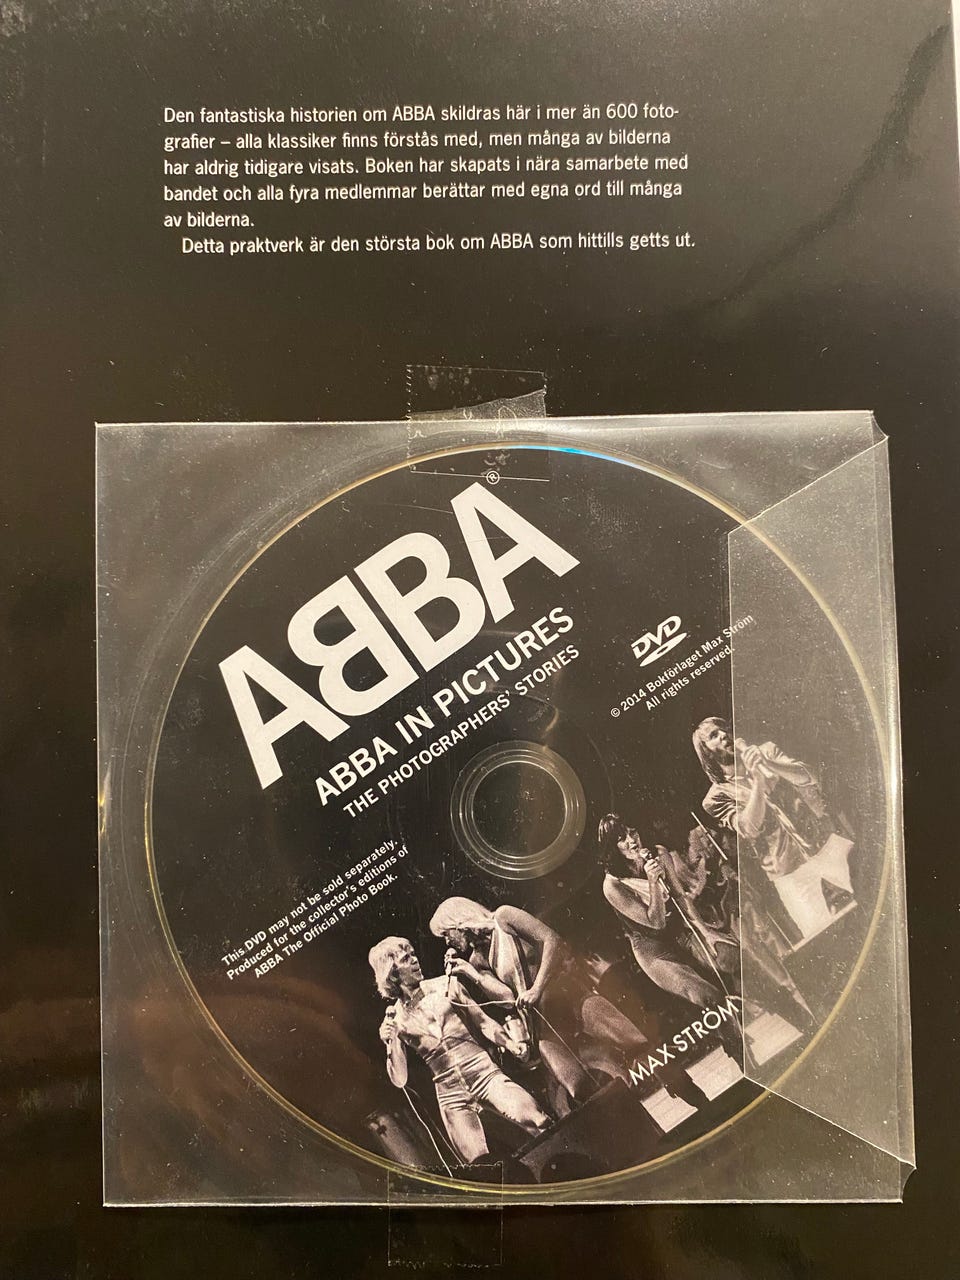 Den fantastiska historien om ABBA skildras här i mer än 600 foto-
grafier – alla klassiker finns förstås med, men många av bilderna
har aldrig tidigare visats. Boken har skapats i nära samarbete med
bandet och alla fyra medlemmar berättar med egna ord till många
av bilderna.
Detta praktverk är den största bok om ABBA som hittills getts ut.
ABBA®
ABBA IN PICTURES
THE PHOTOGRAPHERS' STORIES
DVD
© 2014 Bokförlaget Max Ström
All rights reserved.
This DVD may not be sold separately.
Produced for the collector's editions of
ABBA The Official Photo Book.
MAX STRÖM